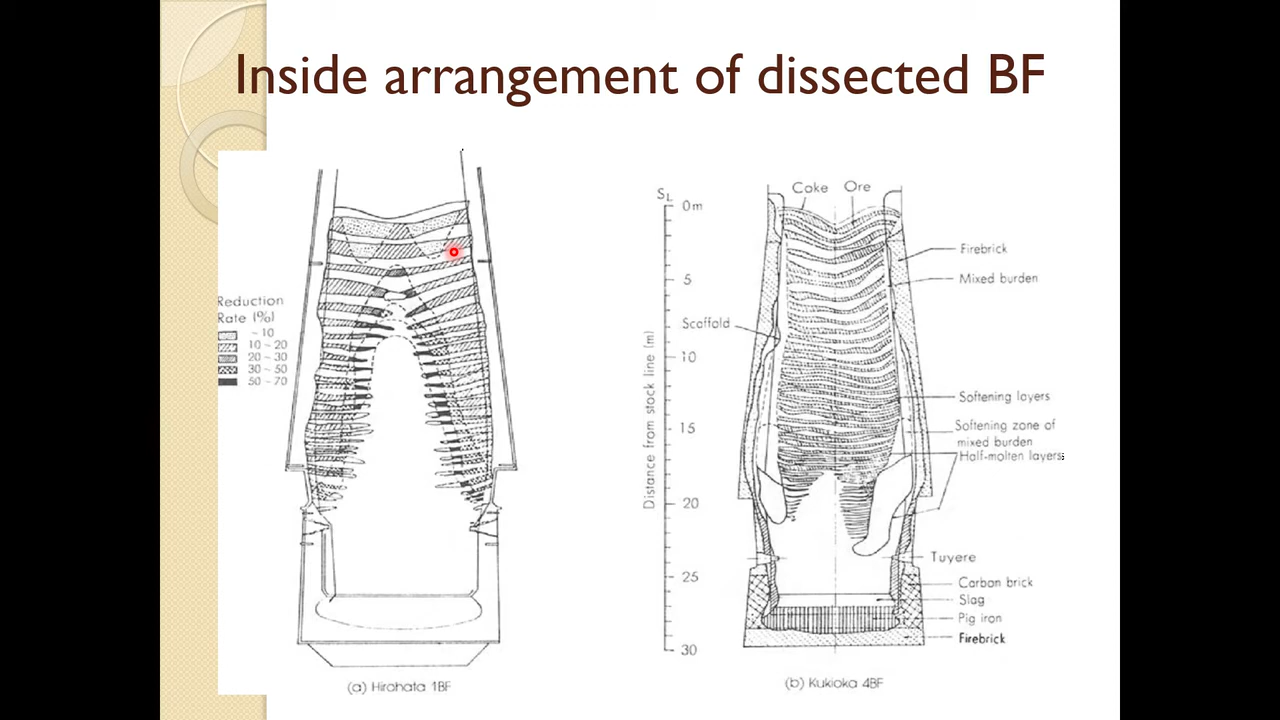 Inside arrangement of dissected BF
Reduction
Rate (%)
~ 10
10 ~ 20
20 ~ 30
30 ~ 50
50 ~ 70
(a) Hirohata 1BF
SL
Coke Ore
0m
5
10
15
20
25
30
Distance from stock line (m)
Firebrick
Mixed burden
Scaffold
Softening layers
Softening zone of
mixed burden
Half-molten layers
Tuyere
Carbon brick
Slag
Pig iron
Firebrick
(b) Kukioka 4BF